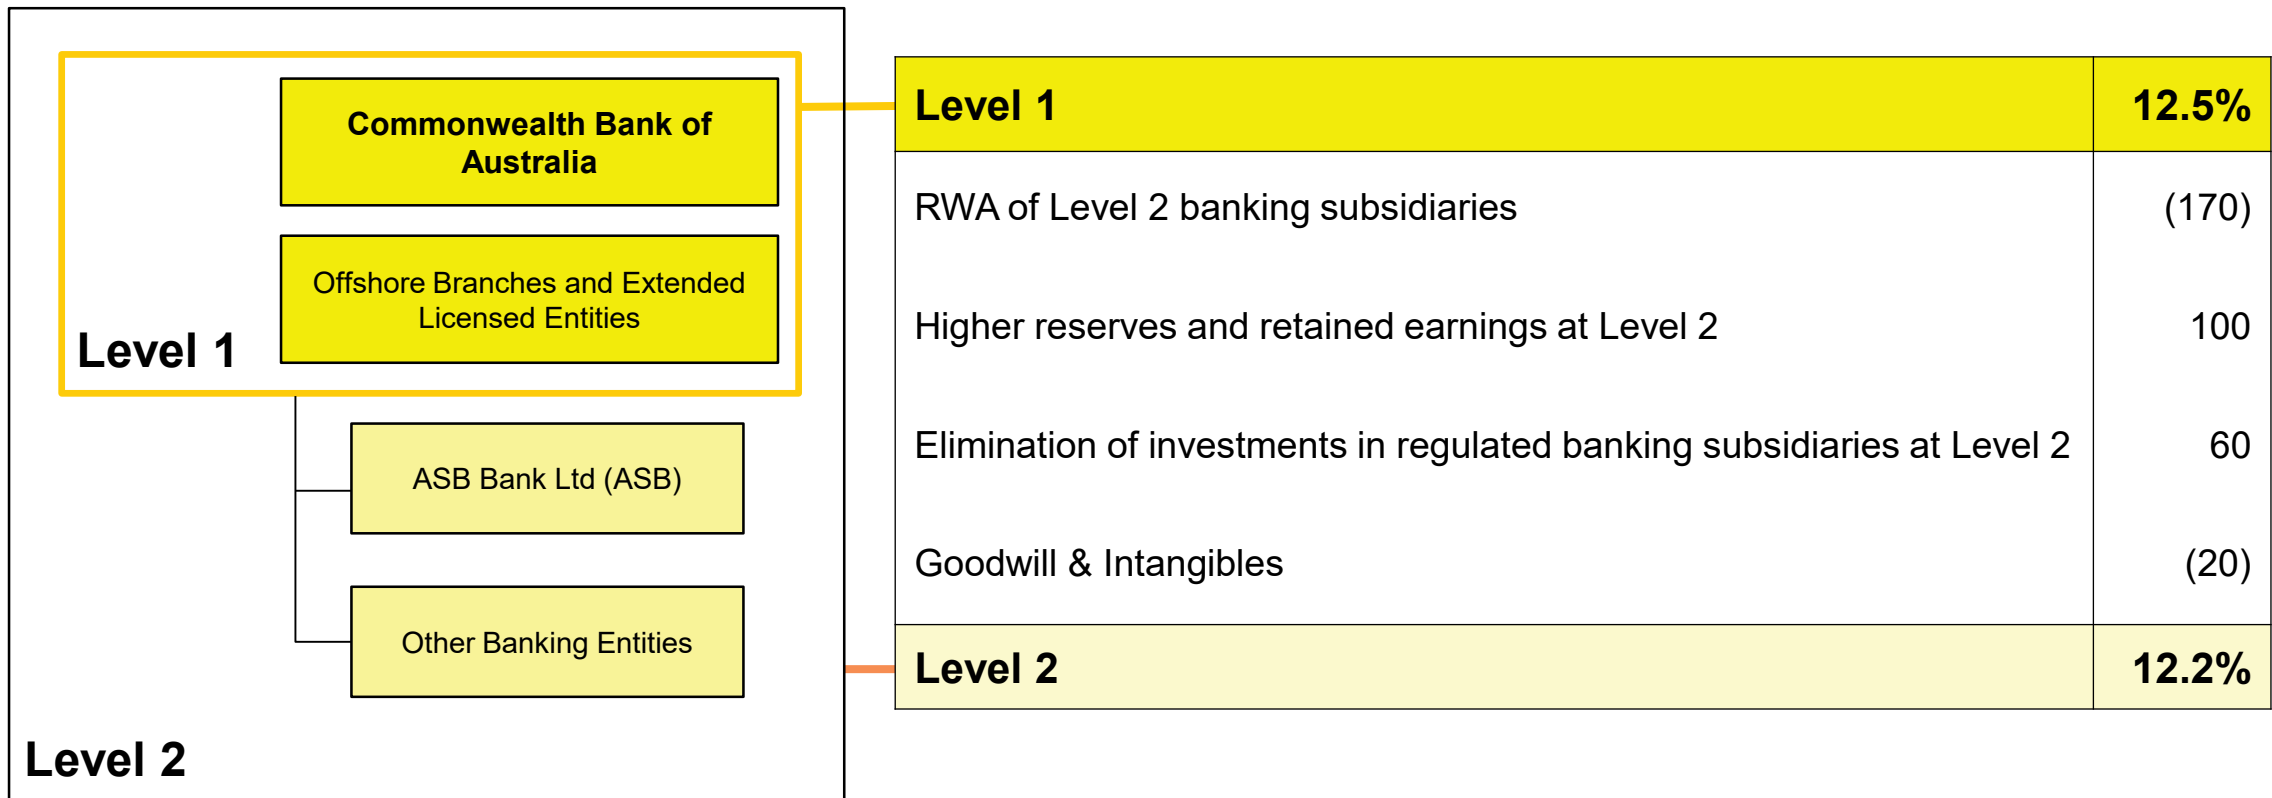 Commonwealth Bank of
Australia
Offshore Branches and Extended
Licensed Entities
Level 1
ASB Bank Ltd (ASB)
Other Banking Entities
Level 2
Level 1 12.5%
RWA of Level 2 banking subsidiaries (170)
Higher reserves and retained earnings at Level 2 100
Elimination of investments in regulated banking subsidiaries at Level 2 60
Goodwill & Intangibles (20)
Level 2 12.2%